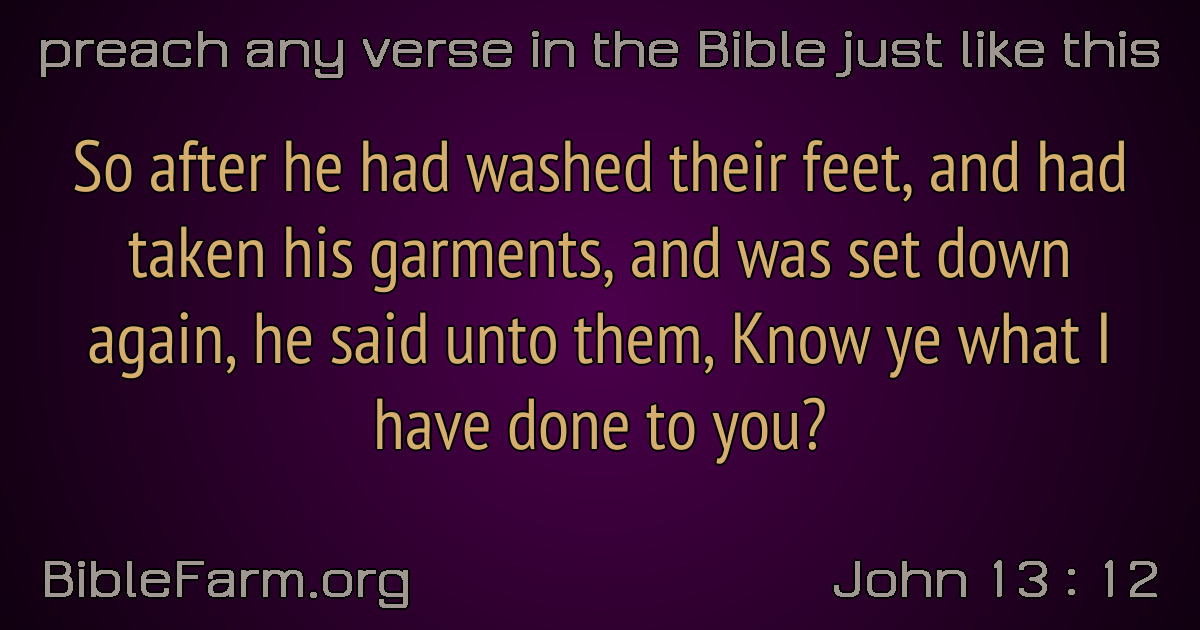 preach any verse in the Bible just like this
So after he had washed their feet, and had
taken his garments, and was set down
again, he said unto them, Know ye what I
have done to you?
BibleFarm.org
John 13 : 12